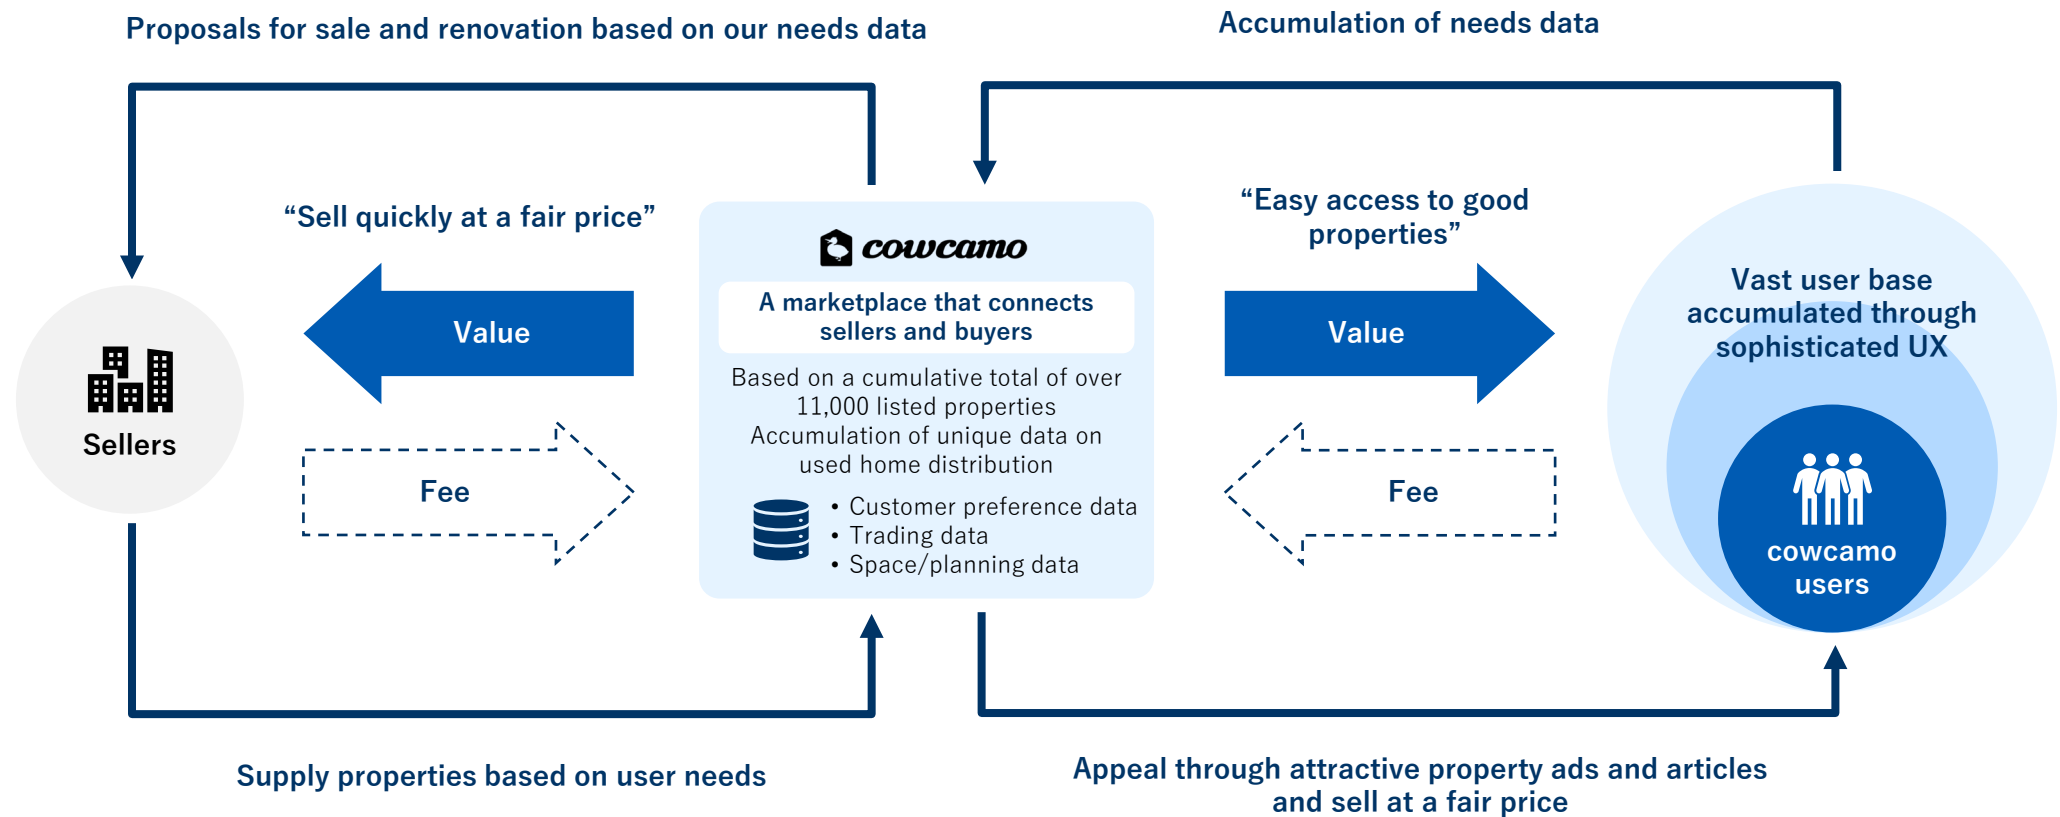 Proposals for sale and renovation based on our needs data
Accumulation of needs data
“Sell quickly at a fair price”
Value
Fee
Sellers
Supply properties based on user needs
cowcamo
A marketplace that connects
sellers and buyers
Based on a cumulative total of over
11,000 listed properties
Accumulation of unique data on
used home distribution
• Customer preference data
• Trading data
• Space/planning data
“Easy access to good
properties”
Value
Fee
Vast user base
accumulated through
sophisticated UX
cowcamo
users
Appeal through attractive property ads and articles
and sell at a fair price